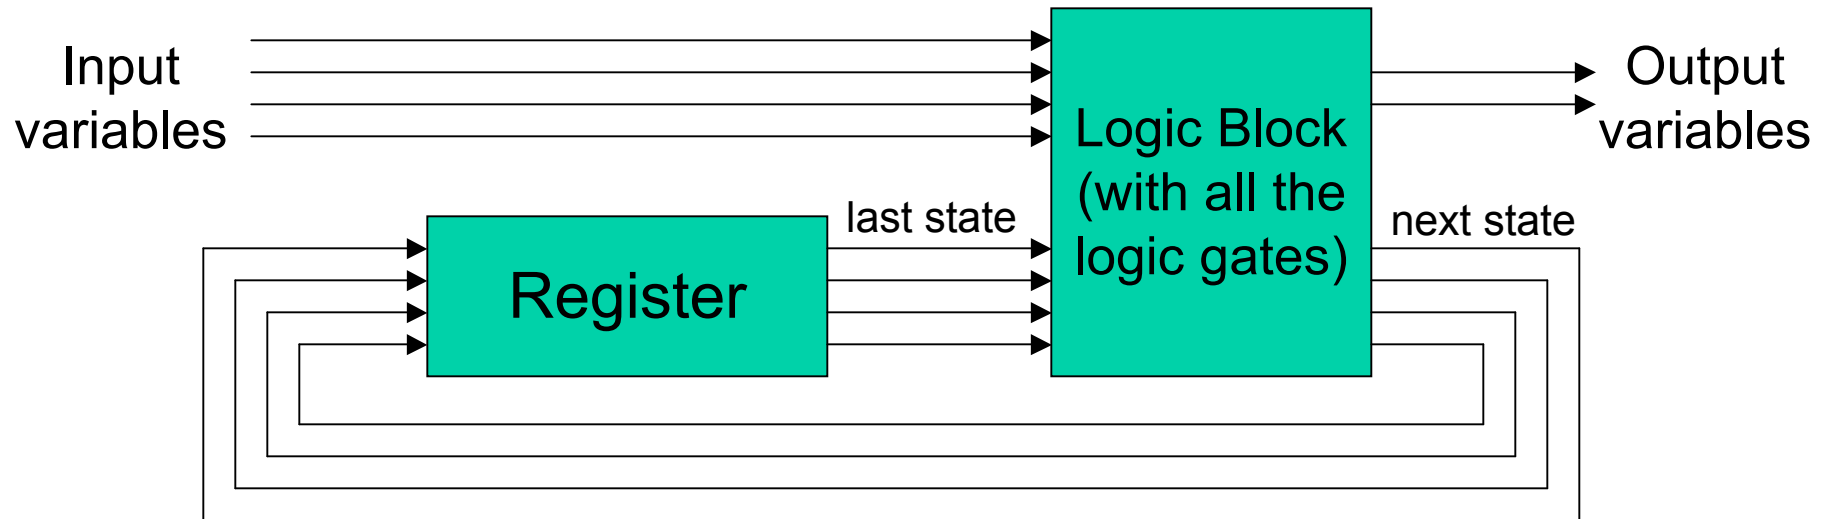 Input
variables
Register
last state
Logic Block
(with all the
logic gates)
next state
Output
variables